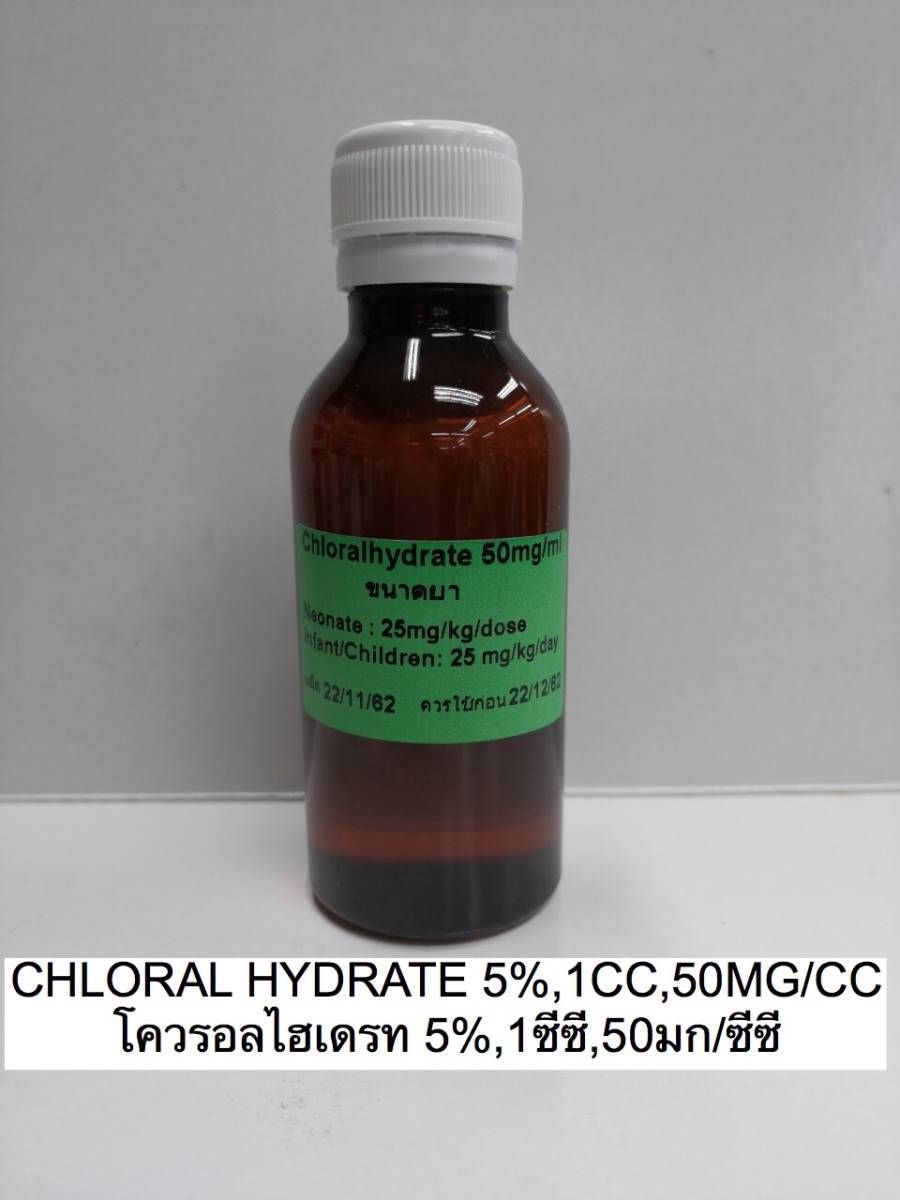 Chloralhydrate 50mg/ml
ขนาดยา
Neonate : 25mg/kg/dose
Infant/Children: 25 mg/kg/day
ผลิต 22/11/62 ควรใช้ก่อน 22/12/62
CHLORAL HYDRATE 5%,1CC,50MG/CC
โควรอลไฮเดรท 5%,1ซีซี,50มก/ซีซี